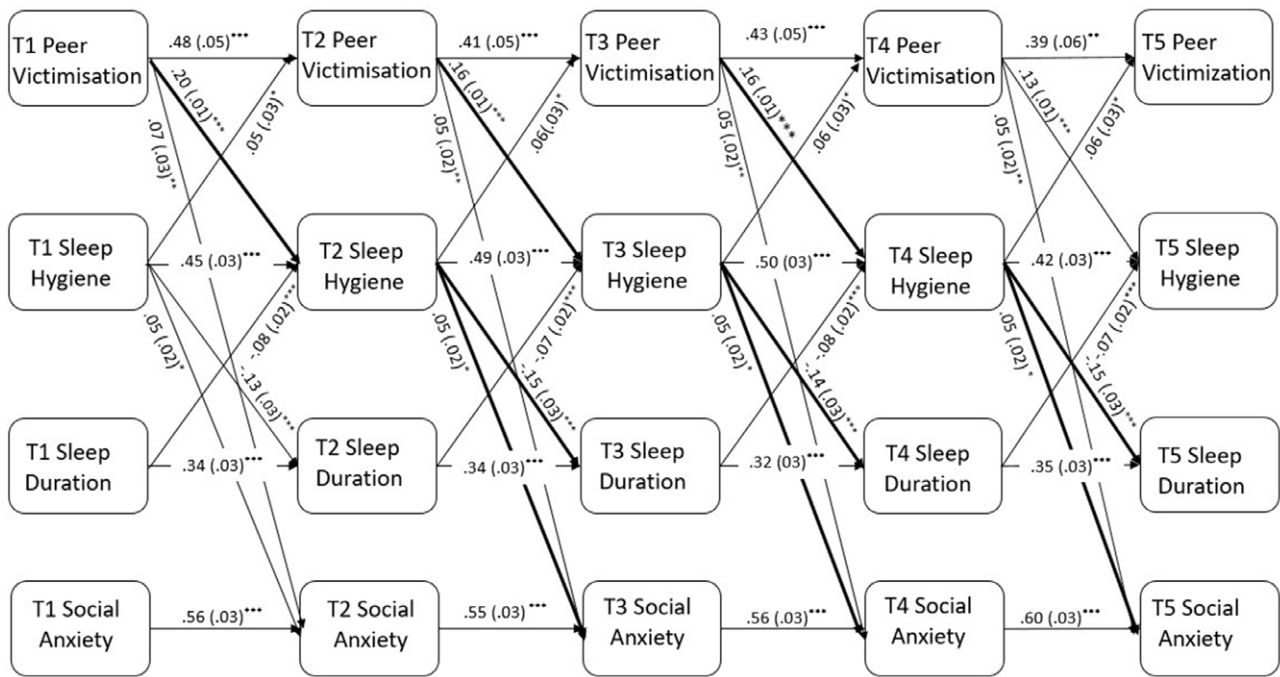 T1 Peer
Victimisation
.48 (.05)***
T2 Peer
Victimisation
.41 (.05)***
T3 Peer
Victimisation
.43 (.05)***
T4 Peer
Victimisation
.39 (.06)**
T5 Peer
Victimization
.20 (.01)***
.07 (.03)**
.05 (.03)*
.16 (.01)***
.05 (.02)**
.06(.03)*
.16 (.01)***
.05 (.02)**
.06 (.03)*
.13 (.01)***
.05 (.02)**
.06 (.03)*
T1 Sleep
Hygiene
.45 (.03)***
T2 Sleep
Hygiene
.49 (.03)***
T3 Sleep
Hygiene
.50 (03)***
T4 Sleep
Hygiene
.42 (.03)***
T5 Sleep
Hygiene
.05 (.02)*
-.13 (.03)***
-.08 (.02)***
.05 (.02)*
-.15 (.03)***
-.07 (.02)***
.05 (.02)*
-.14 (.03)***
-.08 (.02)***
.05 (.02)*
-.15 (.03)***
-.07 (.02)***
T1 Sleep
Duration
.34 (.03)***
T2 Sleep
Duration
.34 (.03)***
T3 Sleep
Duration
.32 (03)***
T4 Sleep
Duration
.35 (.03)***
T5 Sleep
Duration
T1 Social
Anxiety
.56 (.03)***
T2 Social
Anxiety
.55 (.03)***
T3 Social
Anxiety
.56 (.03)***
T4 Social
Anxiety
.60 (.03)***
T5 Social
Anxiety